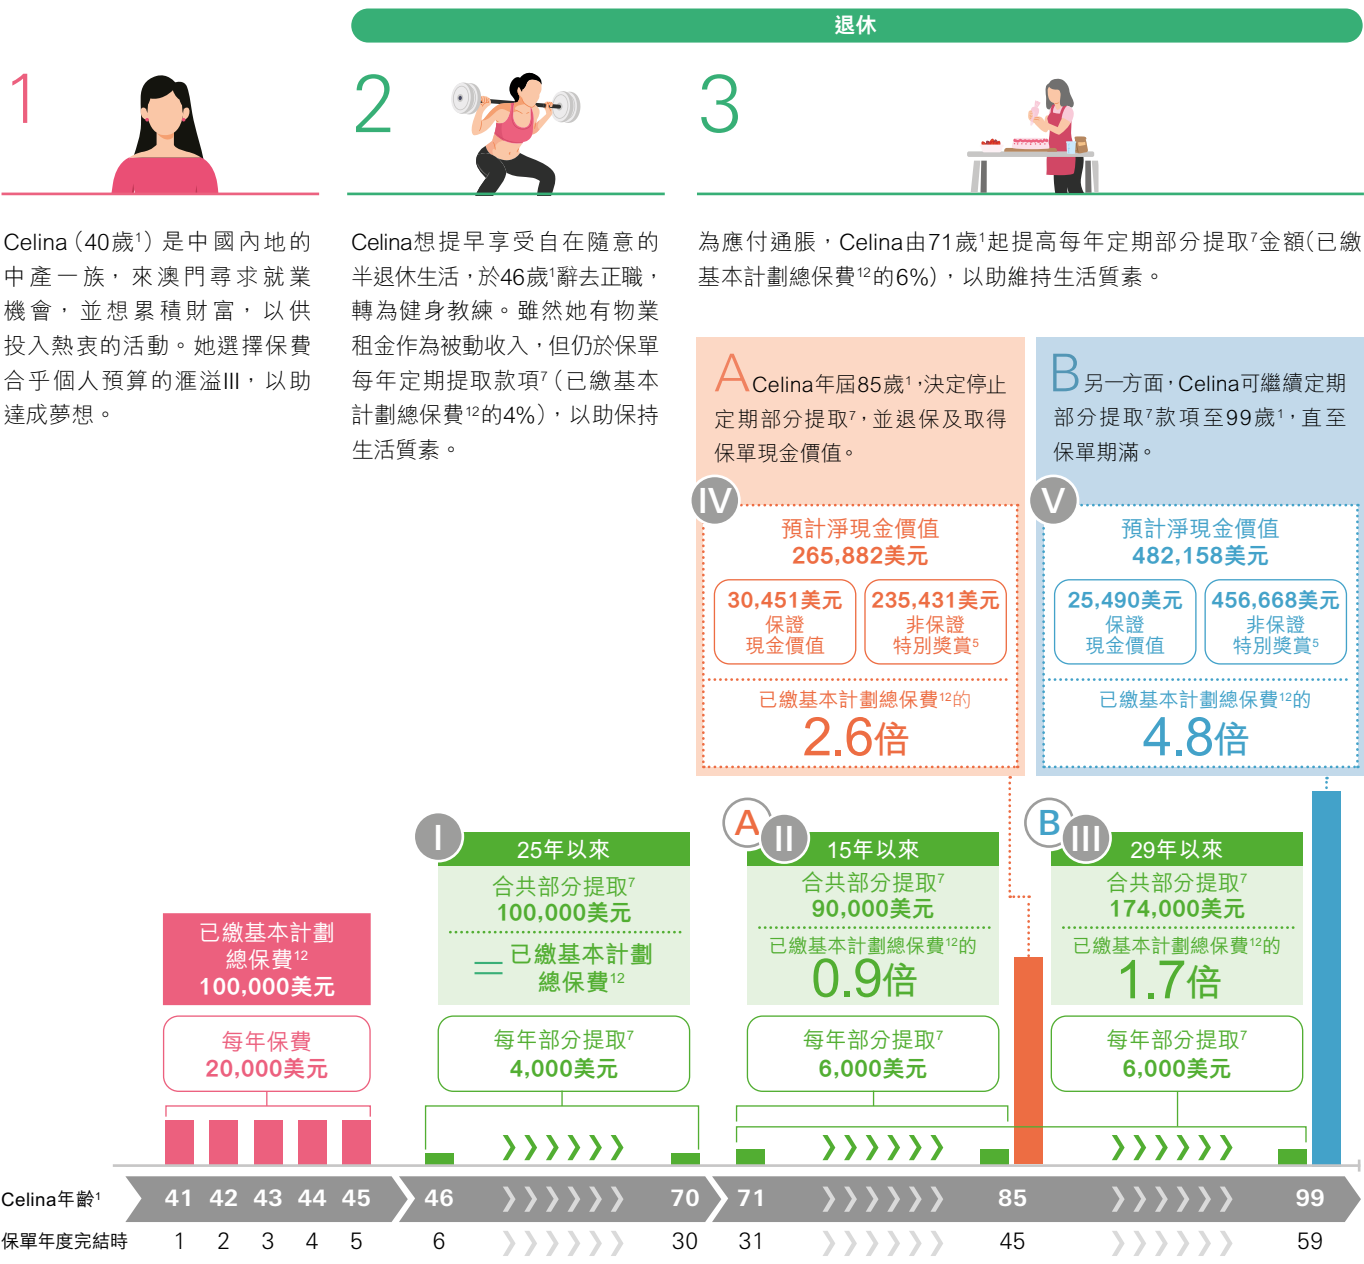 退休
1
2
3
Celina（40歲¹）是中國內地的
中產一族，來澳門尋求就業
機會，並想累積財富，以供
投入熱衷的活動。她選擇保費
合乎個人預算的滙溢III，以助
達成夢想。
Celina想提早享受自在隨意的
半退休生活，於46歲¹辭去正職，
轉為健身教練。雖然她有物業
租金作為被動收入，但仍於保單
每年定期提取款項⁷（已繳基本
計劃總保費¹²的4%），以助保持
生活質素。
為應付通脹，Celina由71歲¹起提高每年定期部分提取⁷金額（已繳
基本計劃總保費¹²的6%），以助維持生活質素。
A Celina年屆85歲¹，決定停止
定期部分提取⁷，並退保及取得
保單現金價值。
IV
預計淨現金價值
265,882美元
30,451美元
保證
現金價值
235,431美元
非保證
特別獎賞⁵
已繳基本計劃總保費¹²的
2.6倍
B 另一方面，Celina可繼續定期
部分提取⁷款項至99歲¹，直至
保單期滿。
V
預計淨現金價值
482,158美元
25,490美元
保證
現金價值
456,668美元
非保證
特別獎賞⁵
已繳基本計劃總保費¹²的
4.8倍
已繳基本計劃
總保費¹²
100,000美元
每年保費
20,000美元
I
25年以來
合共部分提取⁷
100,000美元
=已繳基本計劃
總保費¹²
每年部分提取⁷
4,000美元
A II
15年以來
合共部分提取⁷
90,000美元
已繳基本計劃總保費¹²的
0.9倍
每年部分提取⁷
6,000美元
B III
29年以來
合共部分提取⁷
174,000美元
已繳基本計劃總保費¹²的
1.7倍
每年部分提取⁷
6,000美元
Celina年齡¹ 41 42 43 44 45 46 70 71 85 99
保單年度完結時 1 2 3 4 5 6 30 31 45 59